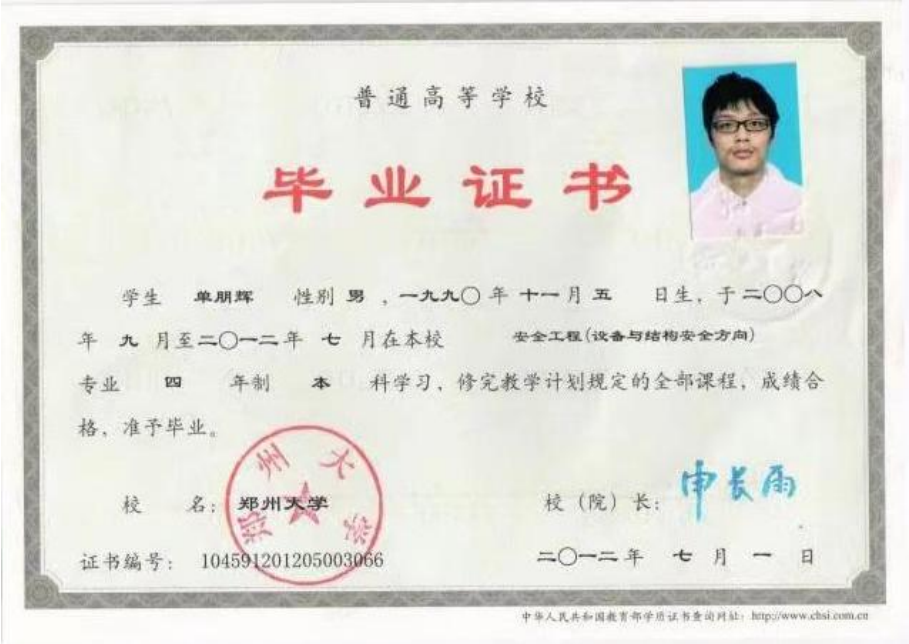 普通高等学校
毕业证书
学生 单朋辉 性别 男 ，一九九〇 年 十一 月 五 日生，于 二〇〇八
年 九 月至 二〇一二 年 七 月在本校 安全工程(设备与结构安全方向)
专业 四 年制 本 科学习，修完教学计划规定的全部课程，成绩合
格，准予毕业。
郑州大学
校 名：郑州大学
校（院）长：申长雨
证书编号：104591201205003066
二〇一二年 七 月 一 日
中华人民共和国教育部学历证书查询网址：http://www.chsi.com.cn